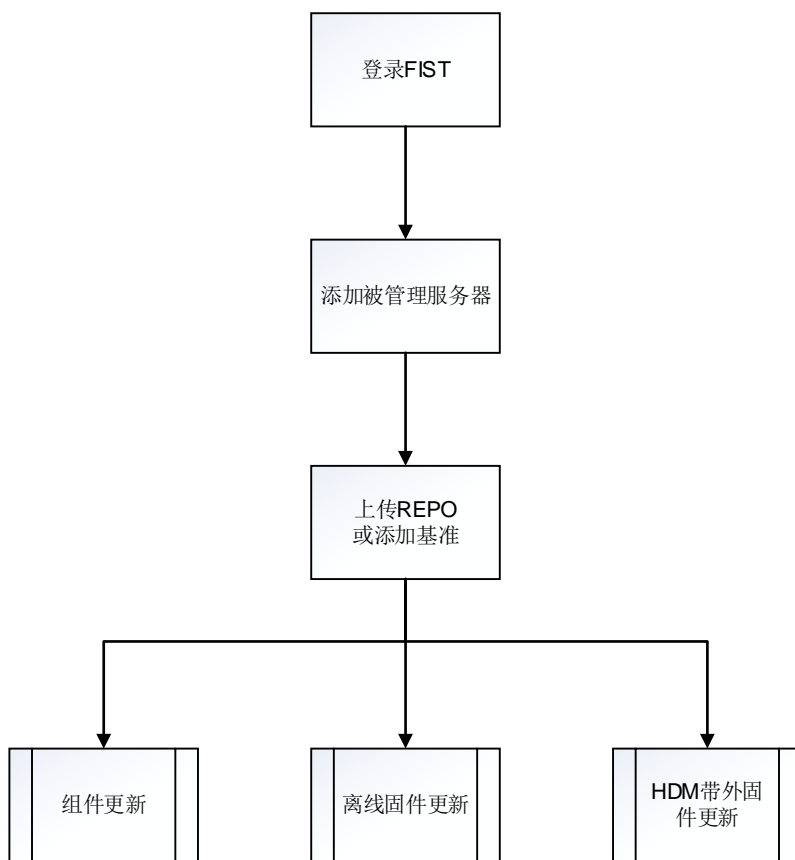 登录FIST
添加被管理服务器
上传REPO
或添加基准
组件更新
离线固件更新
HDM带外固
件更新